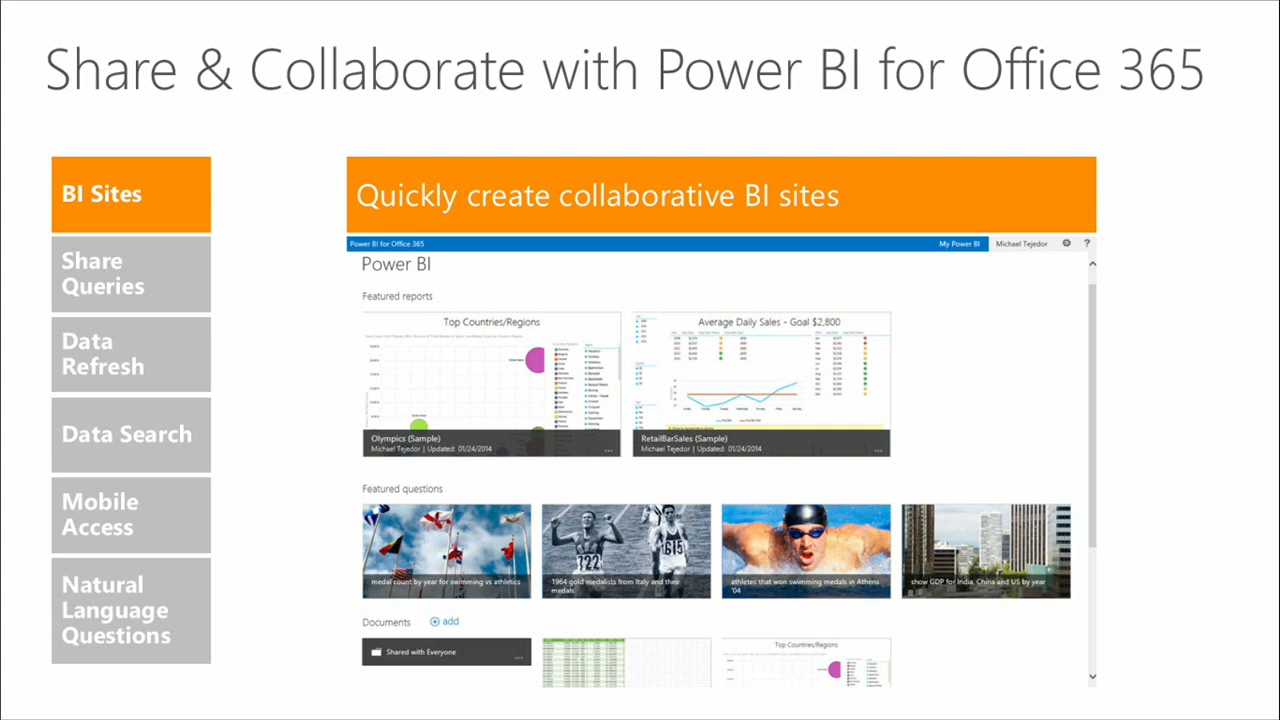 Share & Collaborate with Power BI for Office 365
BI Sites
Share
Queries
Data
Refresh
Data Search
Mobile
Access
Natural
Language
Questions
Quickly create collaborative BI sites
Power BI for Office 365
My Power BI
Michael Tejedor
?
Power BI
Featured reports
Top Countries/Regions
Olympics (Sample)
Michael Tejedor | Updated: 01/24/2014
...
Average Daily Sales - Goal $2,800
RetailBarSales (Sample)
Michael Tejedor | Updated: 01/24/2014
...
Featured questions
722
615
medal count by year for swimming vs athletics
1964 gold medalists from Italy and their
medals
athletes that won swimming medals in Athens
'04
show GDP for India, China and US by year
Documents
add
Shared with Everyone
...
Top Countries/Regions